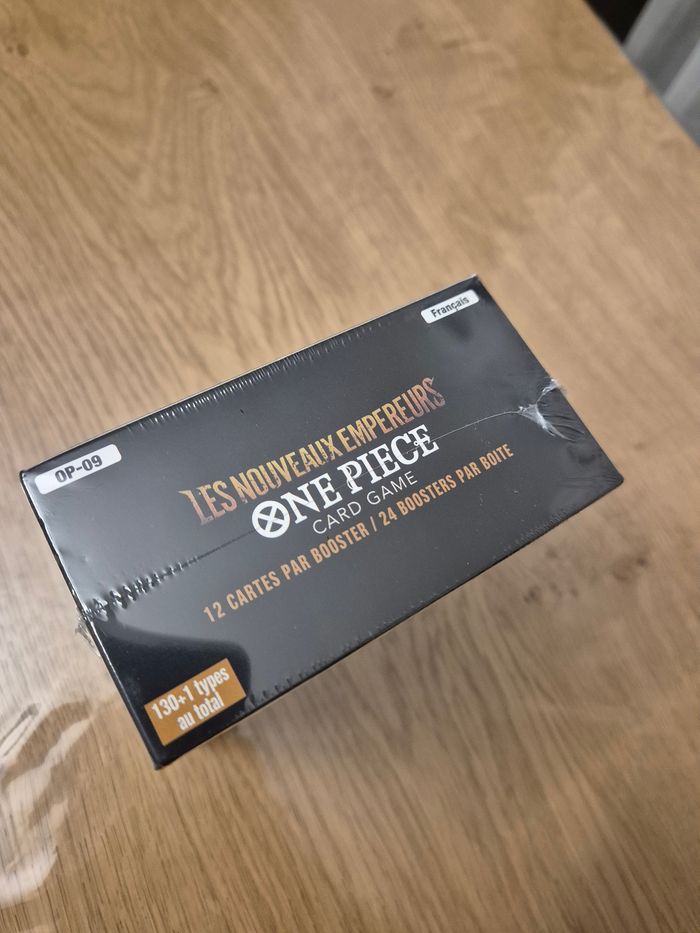 Français
OP-09
LES NOUVEAUX EMPEREURS
ONE PIECE
CARD GAME
12 CARTES PAR BOOSTER / 24 BOOSTERS PAR BOITE
130+1 types
au total